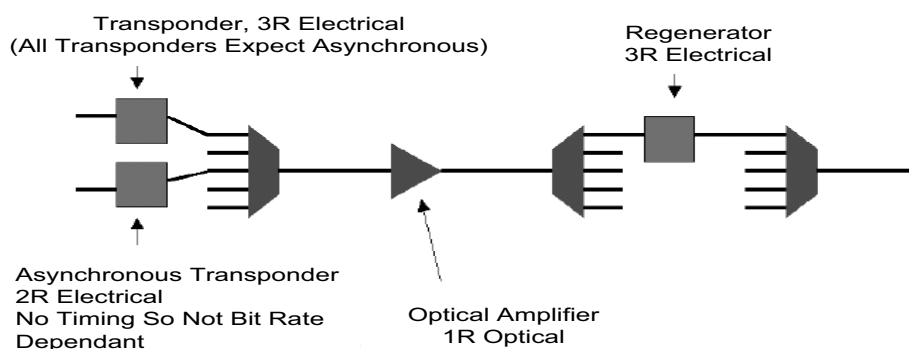 Transponder, 3R Electrical
(All Transponders Expect Asynchronous)
Regenerator
3R Electrical
Asynchronous Transponder
2R Electrical
No Timing So Not Bit Rate
Dependant
Optical Amplifier
1R Optical